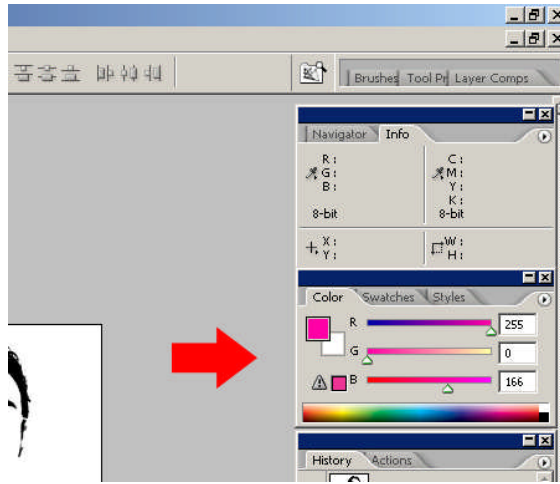 Brushes Tool Pr Layer Comps
Navigator Info
R: C:
G: M:
B: Y:
K:
8-bit 8-bit
X: W:
Y: H:
Color Swatches Styles
R 255
G 0
B 166
History Actions